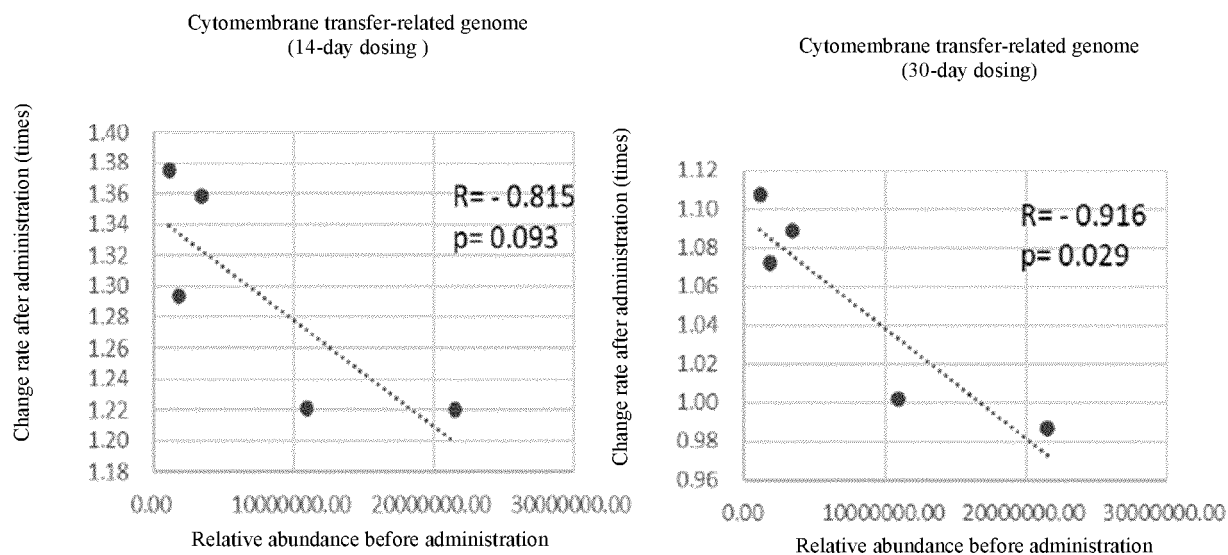 Cytomembrane transfer-related genome
(14-day dosing )
Change rate after administration (times)
1.40
1.38
1.36
1.34
1.32
1.30
1.28
1.26
1.24
1.22
1.20
1.18
R= - 0.815
p= 0.093
0.00
10000000.00
20000000.00
30000000.00
Relative abundance before administration
Cytomembrane transfer-related genome
(30-day dosing)
Change rate after administration (times)
1.12
1.10
1.08
1.06
1.04
1.02
1.00
0.98
0.96
R= - 0.916
p= 0.029
0.00
10000000.00
20000000.00
30000000.00
Relative abundance before administration